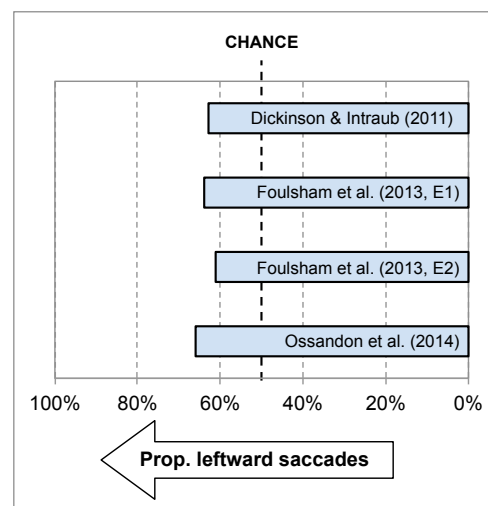 CHANCE
Dickinson & Intraub (2011)
Foulsham et al. (2013, E1)
Foulsham et al. (2013, E2)
Ossandon et al. (2014)
100% 80% 60% 40% 20% 0%
Prop. leftward saccades